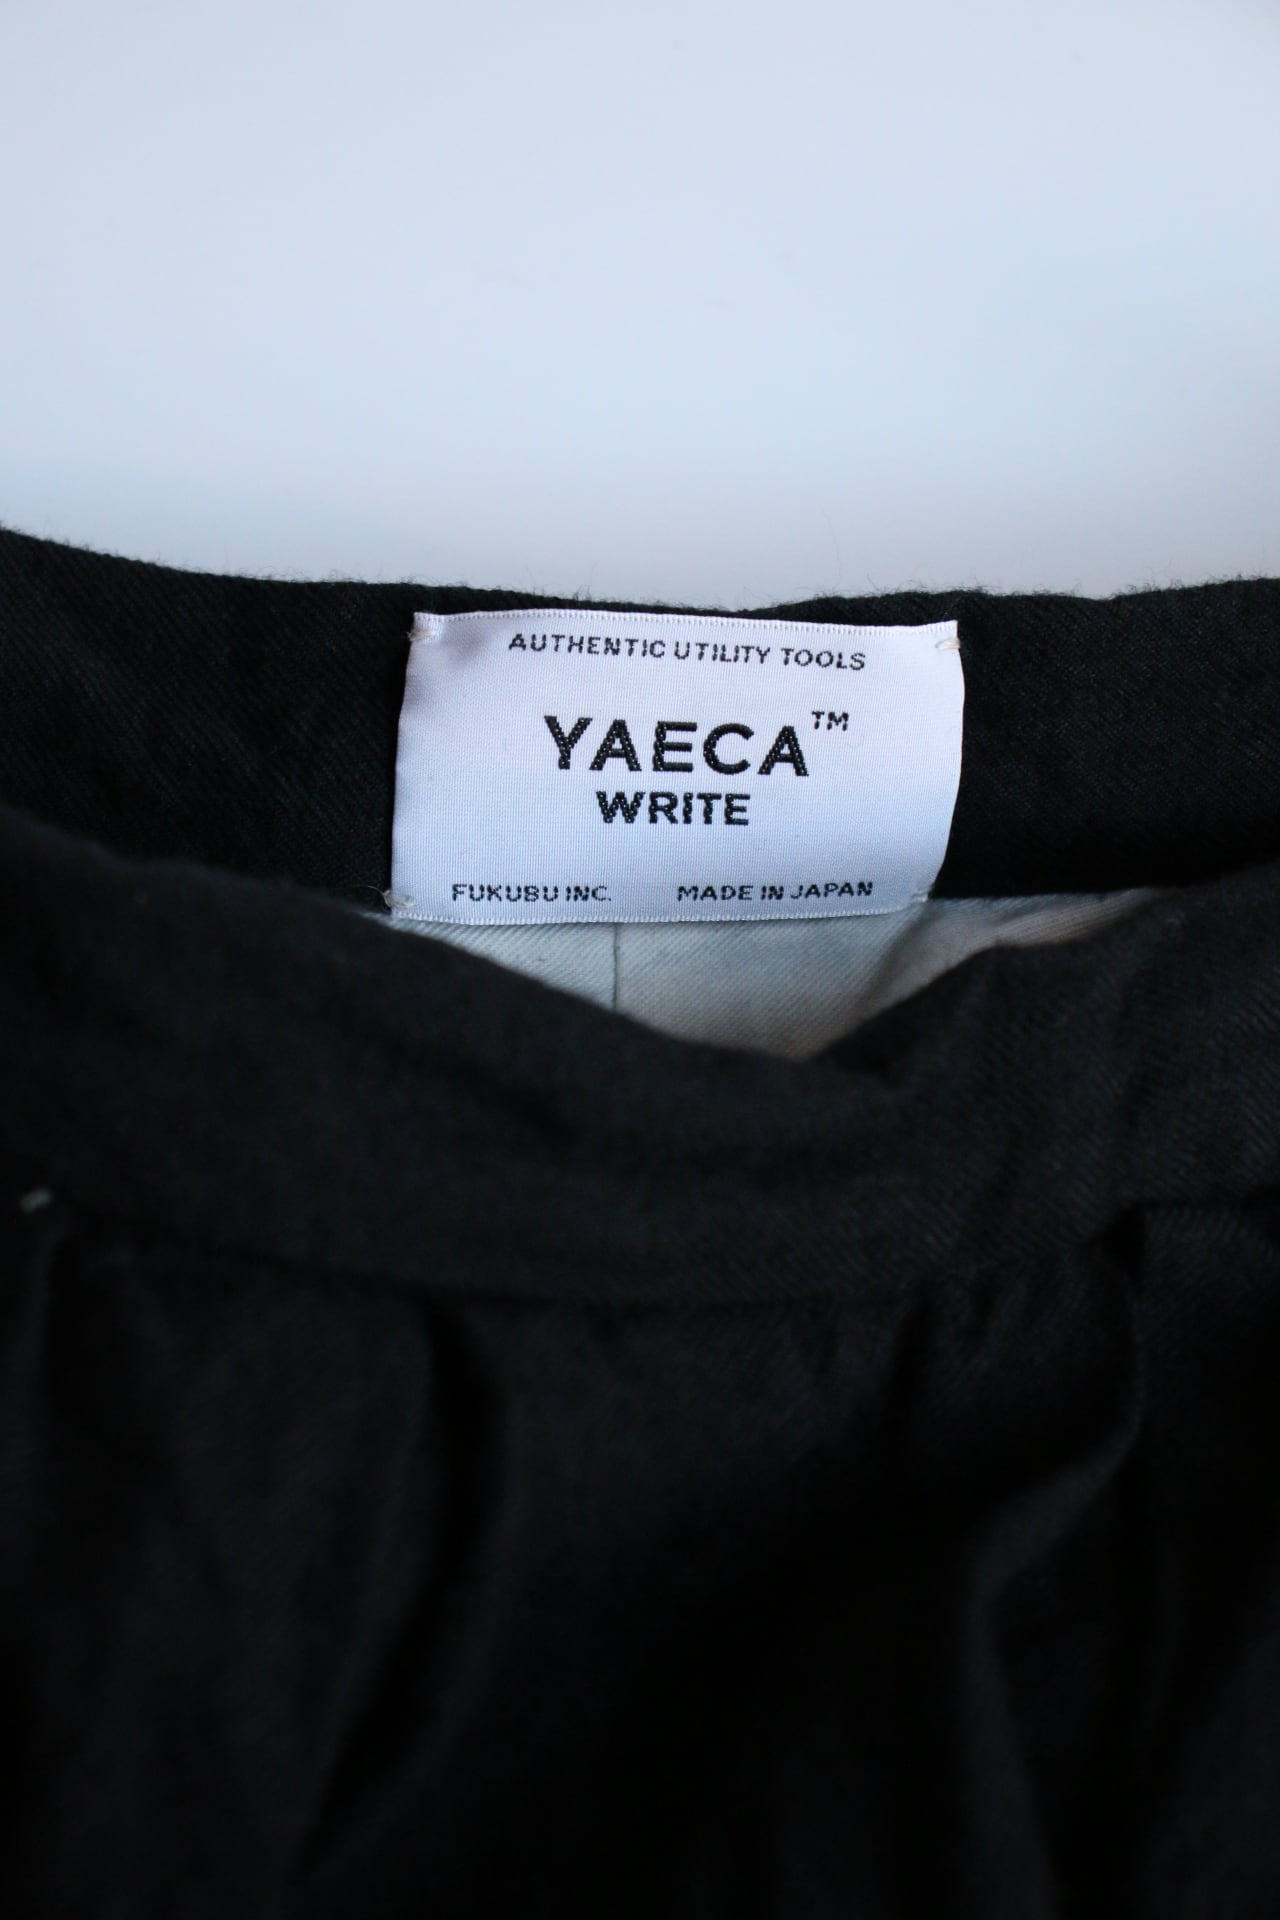 AUTHENTIC UTILITY TOOLS
YAECA™
WRITE
FUKUBU INC. MADE IN JAPAN